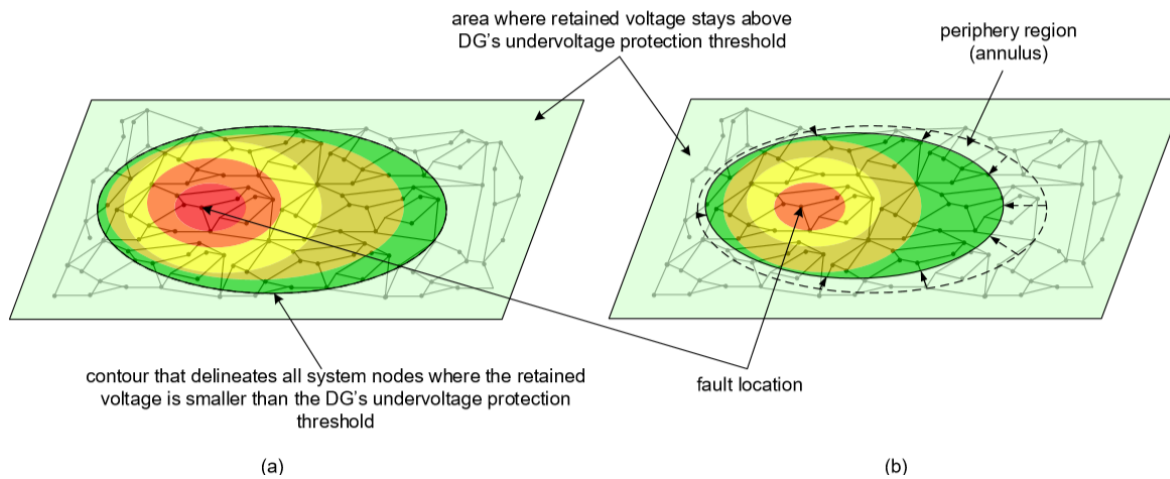 area where retained voltage stays above
DG's undervoltage protection threshold
periphery region
(annulus)
contour that delineates all system nodes where the retained
voltage is smaller than the DG's undervoltage protection
threshold
fault location
(a)
(b)